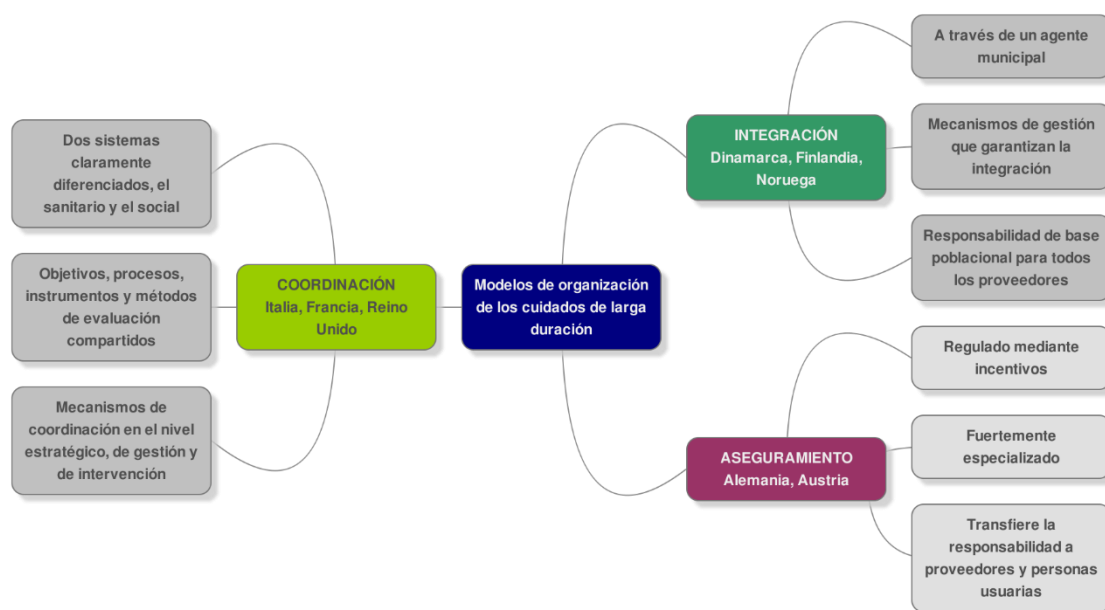 Dos sistemas
claramente
diferenciados, el
sanitario y el social
Objetivos, procesos,
instrumentos y métodos
de evaluación
compartidos
Mecanismos de
coordinación en el nivel
estratégico, de gestión y
de intervención
COORDINACIÓN
Italia, Francia, Reino
Unido
Modelos de organización
de los cuidados de larga
duración
INTEGRACIÓN
Dinamarca, Finlandia,
Noruega
A través de un agente
municipal
Mecanismos de gestión
que garantizan la
integración
Responsabilidad de base
poblacional para todos
los proveedores
ASEGURAMIENTO
Alemania, Austria
Regulado mediante
incentivos
Fuertemente
especializado
Transfiere la
responsabilidad a
proveedores y personas
usuarias